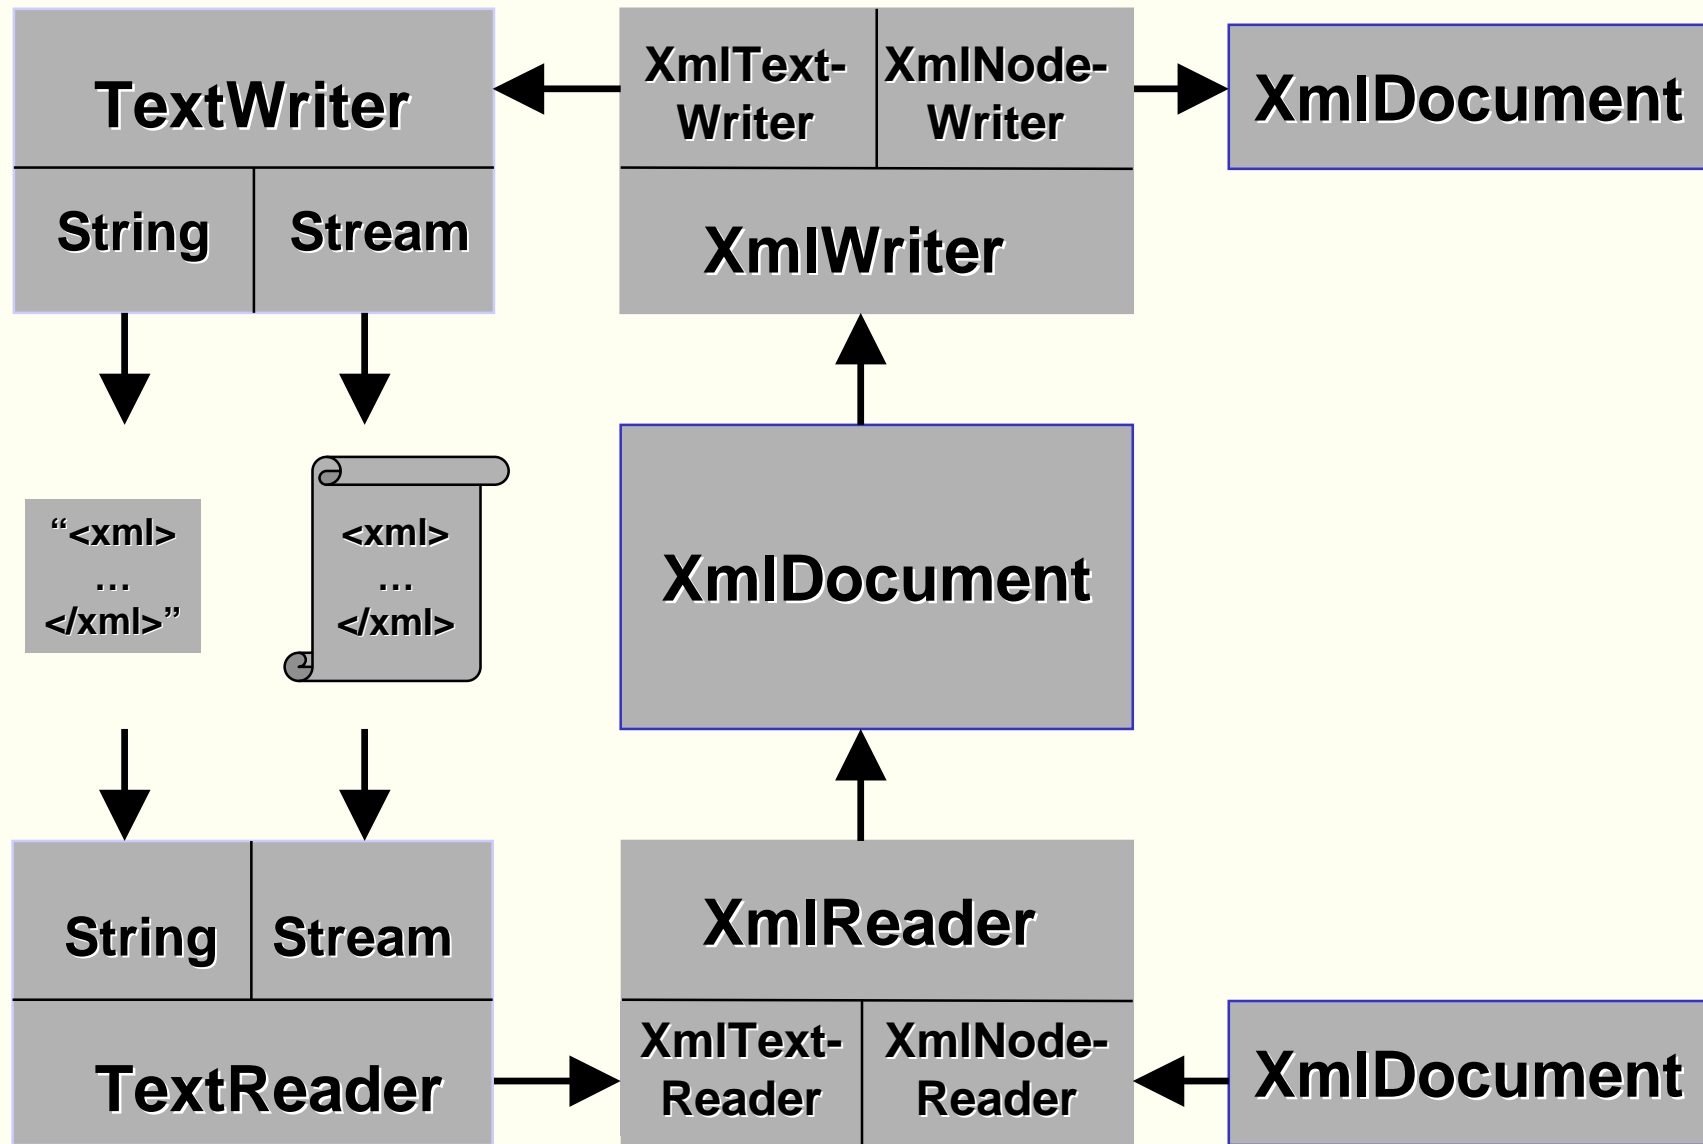 TextWriter
String
Stream
XmlText-
Writer
XmlNode-
Writer
XmlWriter
XmlDocument
“<xml>
…
</xml>”
<xml>
…
</xml>
XmlDocument
String
Stream
TextReader
XmlReader
XmlText-
Reader
XmlNode-
Reader
XmlDocument